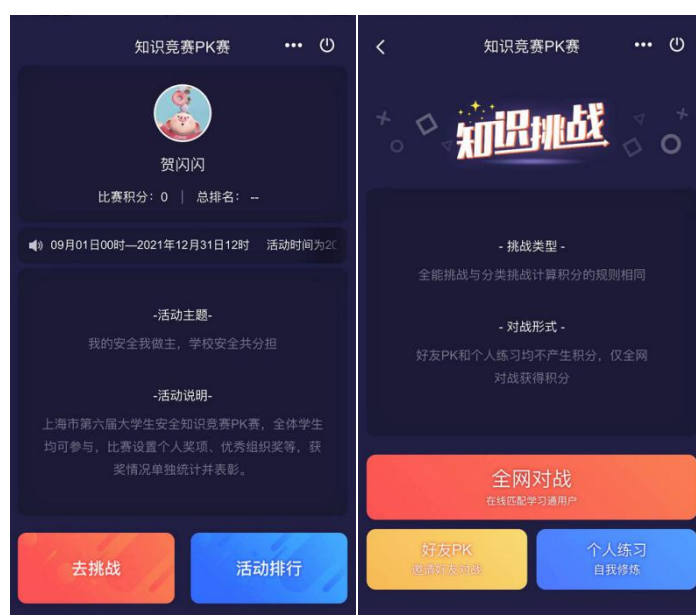 知识竞赛PK赛
贺闪闪
比赛积分：0 | 总排名： --
09月01日00时—2021年12月31日12时 活动时间为20
-活动主题-
我的安全我做主，学校安全共分担
-活动说明-
上海市第六届大学生安全知识竞赛PK赛，全体学生
均可参与，比赛设置个人奖项、优秀组织奖等，获
奖情况单独统计并表彰。
去挑战
活动排行
知识竞赛PK赛
知识挑战
- 挑战类型 -
全能挑战与分类挑战计算积分的规则相同
- 对战形式 -
好友PK和个人练习均不产生积分，仅全网
对战获得积分
全网对战
在线匹配学习通用户
好友PK
邀请好友对战
个人练习
自我修炼